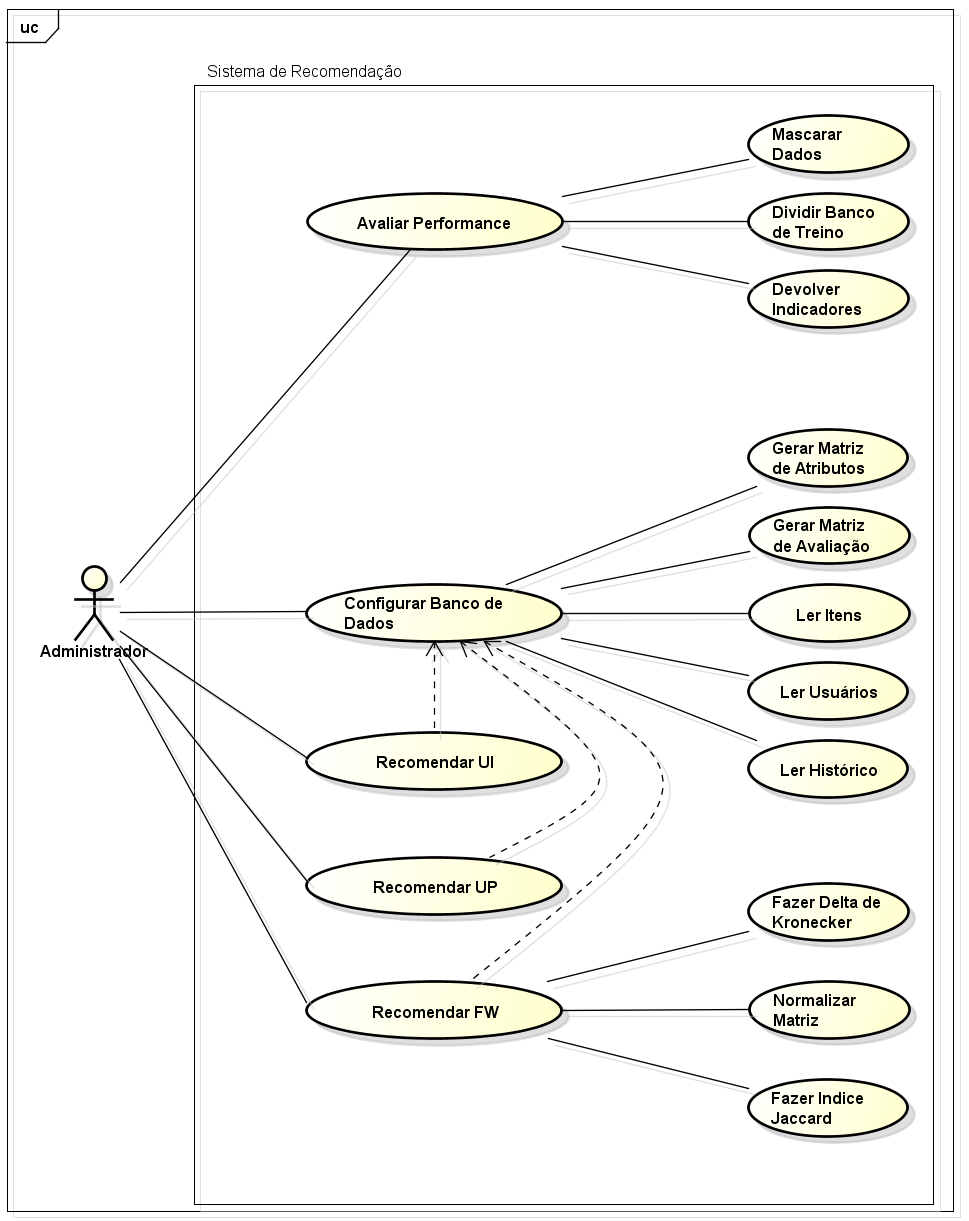 uc
Sistema de Recomendação
Mascarar
Dados
Avaliar Performance
Dividir Banco
de Treino
Devolver
Indicadores
Gerar Matriz
de Atributos
Gerar Matriz
de Avaliação
Configurar Banco de
Dados
Ler Itens
Administrador
Ler Usuários
Recomendar UI
Ler Histórico
Recomendar UP
Fazer Delta de
Kronecker
Recomendar FW
Normalizar
Matriz
Fazer Indice
Jaccard